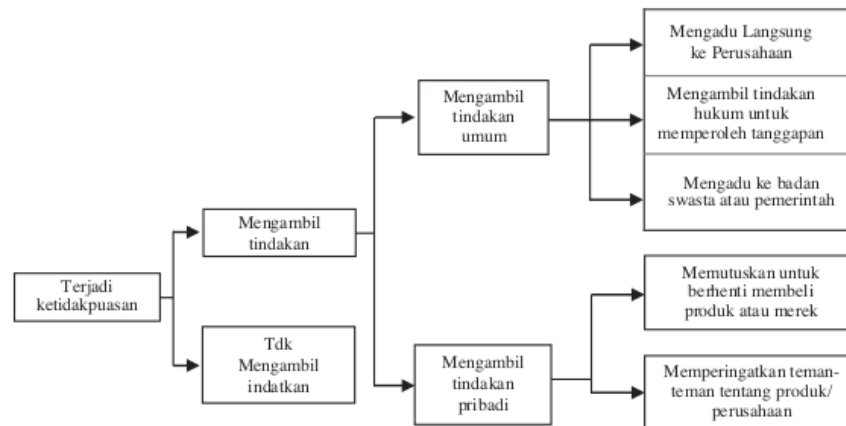 Terjadi
ketidakpuasan
Mengambil
tindakan
Tdk
Mengambil
indatkan
Mengambil
tindakan
umum
Mengambil
tindakan
pribadi
Mengadu Langsung
ke Perusahaan
Mengambil tindakan
hukum untuk
memperoleh tanggapan
Mengadu ke badan
swasta atau pemerintah
Memutuskan untuk
berhenti membeli
produk atau merek
Memperingatkan teman-
teman tentang produk/
perusahaan